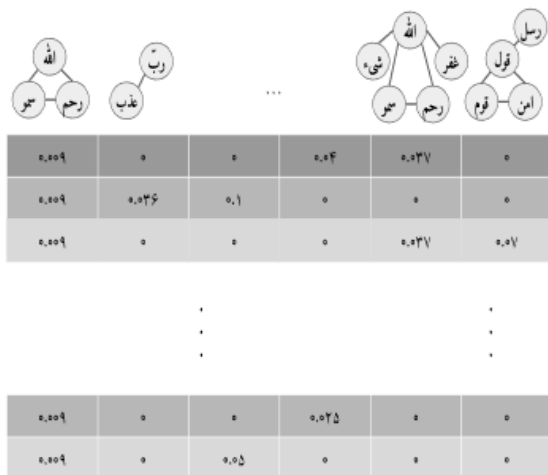 الله
رحم
سمو
ربّ
عذب
...
الله
شیء
غفر
رحم
سمو
رسل
قول
امن
قوم
۰.۰۰۹ ۰ ۰ ۰.۰۴ ۰.۰۳۷ ۰
۰.۰۰۹ ۰.۰۳۶ ۰.۱ ۰ ۰ ۰
۰.۰۰۹ ۰ ۰ ۰ ۰.۰۳۷ ۰.۰۷
۰.۰۰۹ ۰ ۰ ۰.۰۲۵ ۰ ۰
۰.۰۰۹ ۰ ۰.۰۵ ۰ ۰ ۰